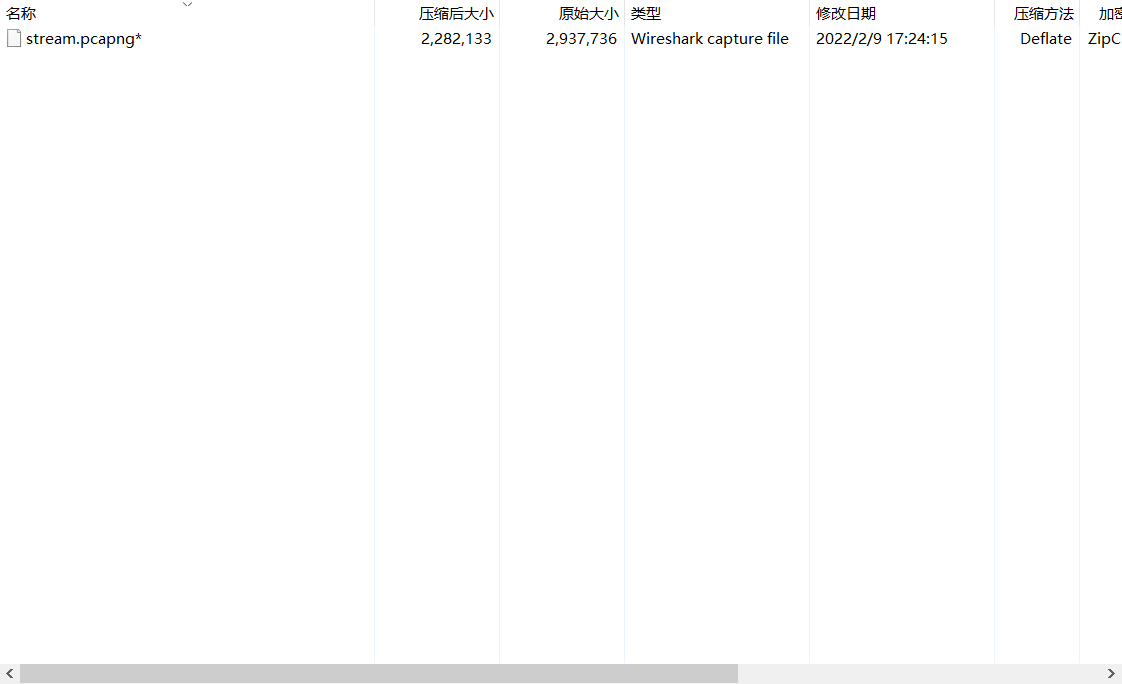 名称 压缩后大小 原始大小 类型 修改日期 压缩方法 加密
stream.pcapng* 2,282,133 2,937,736 Wireshark capture file 2022/2/9 17:24:15 Deflate ZipC